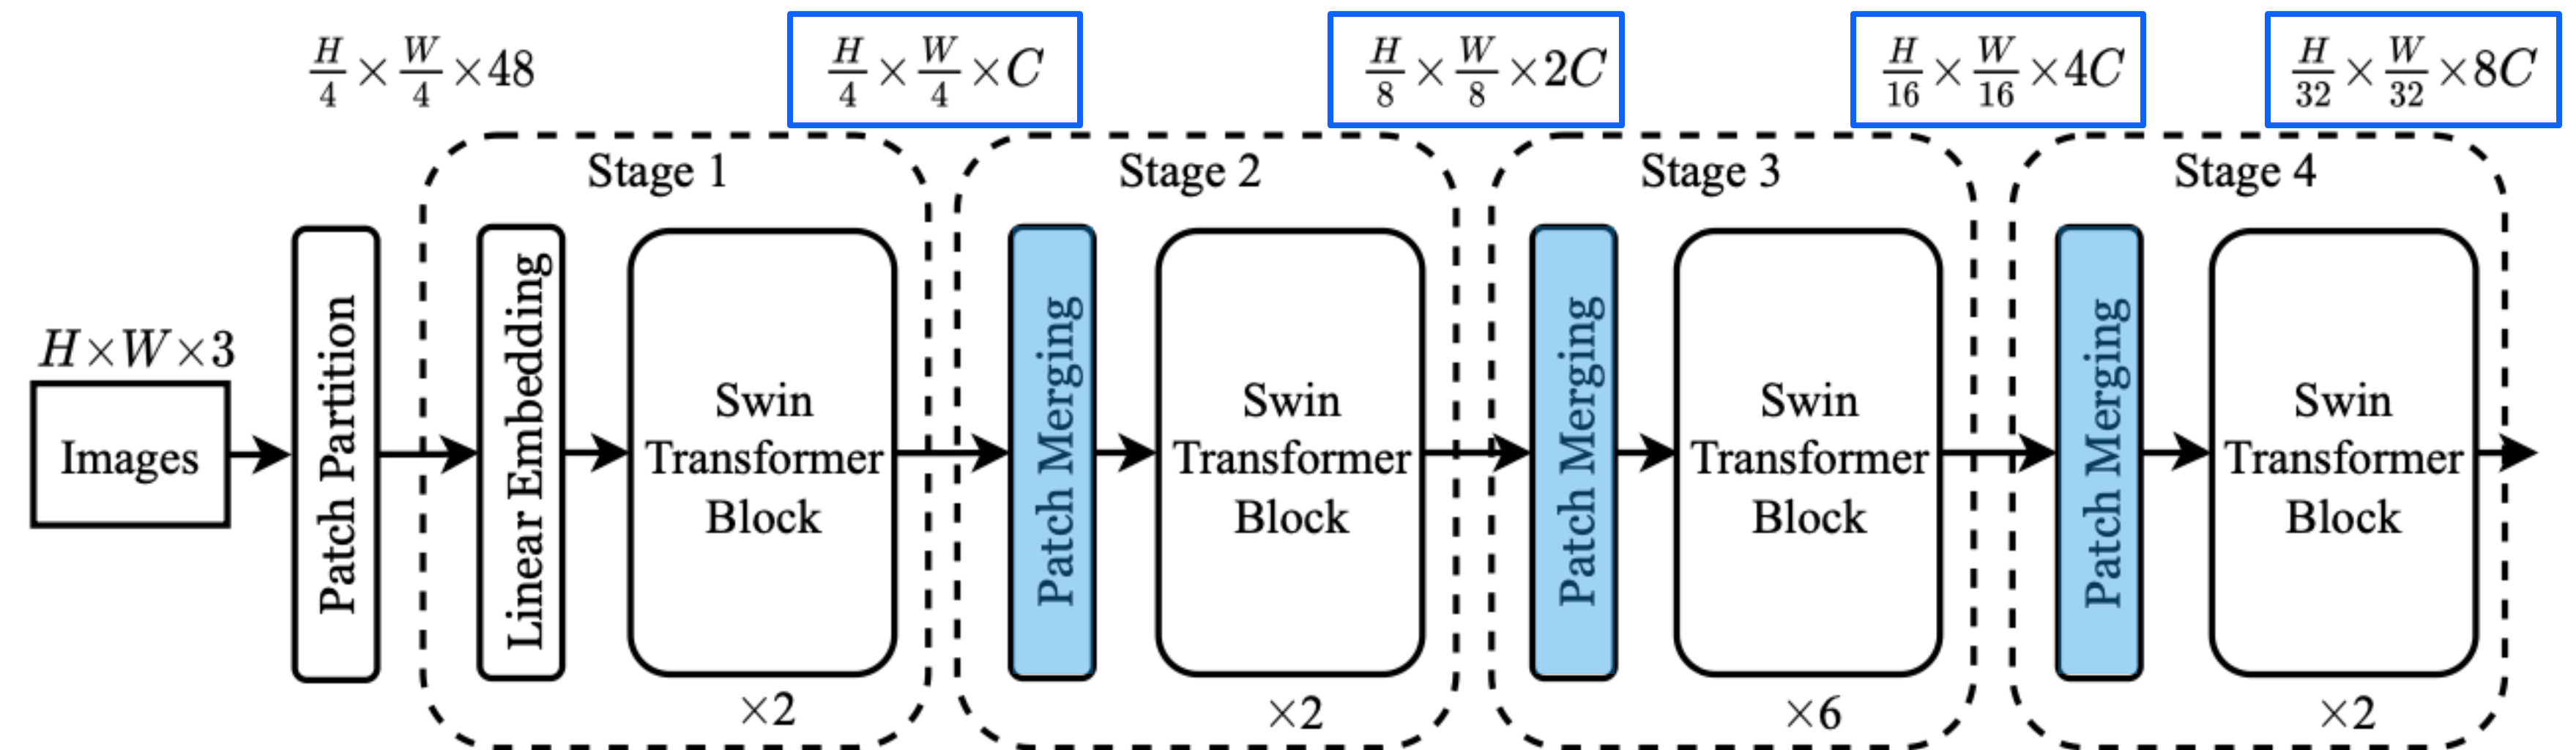 H/4 × W/4 × 48
H/4 × W/4 × C
H/8 × W/8 × 2C
H/16 × W/16 × 4C
H/32 × W/32 × 8C
Stage 1
Stage 2
Stage 3
Stage 4
H×W×3
Images
Patch Partition
Linear Embedding
Swin
Transformer
Block
×2
Patch Merging
Swin
Transformer
Block
×2
Patch Merging
Swin
Transformer
Block
×6
Patch Merging
Swin
Transformer
Block
×2